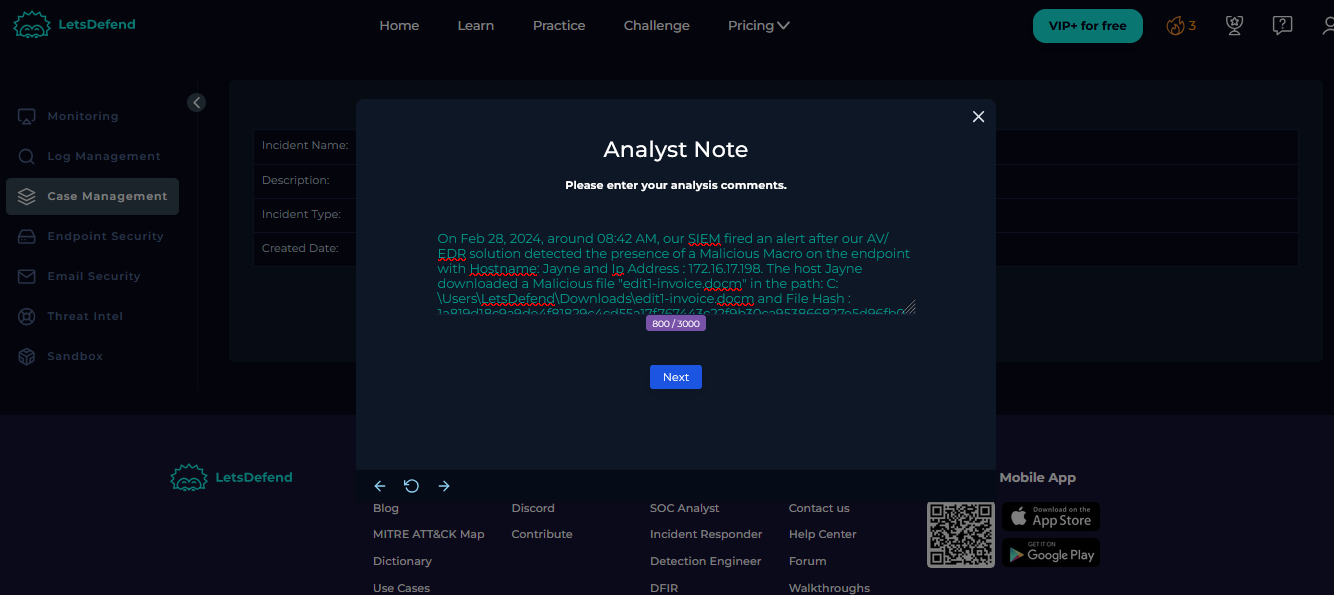 LetsDefend
Home
Learn
Practice
Challenge
Pricing
VIP+ for free
3
Monitoring
Log Management
Case Management
Endpoint Security
Email Security
Threat Intel
Sandbox
Incident Name:
Description:
Incident Type:
Created Date:
Analyst Note
Please enter your analysis comments.
On Feb 28, 2024, around 08:42 AM, our SIEM fired an alert after our AV/
EDR solution detected the presence of a Malicious Macro on the endpoint
with Hostname: Jayne and Ip Address : 172.16.17.198. The host Jayne
downloaded a Malicious file "edit1-invoice.docm" in the path: C:
\Users\LetsDefend\Downloads\edit1-invoice.docm and File Hash :
800 / 3000
Next
LetsDefend
Blog
MITRE ATT&CK Map
Dictionary
Use Cases
Discord
Contribute
SOC Analyst
Incident Responder
Detection Engineer
DFIR
Contact us
Help Center
Forum
Walkthroughs
Mobile App
Download on the
App Store
GET IT ON
Google Play